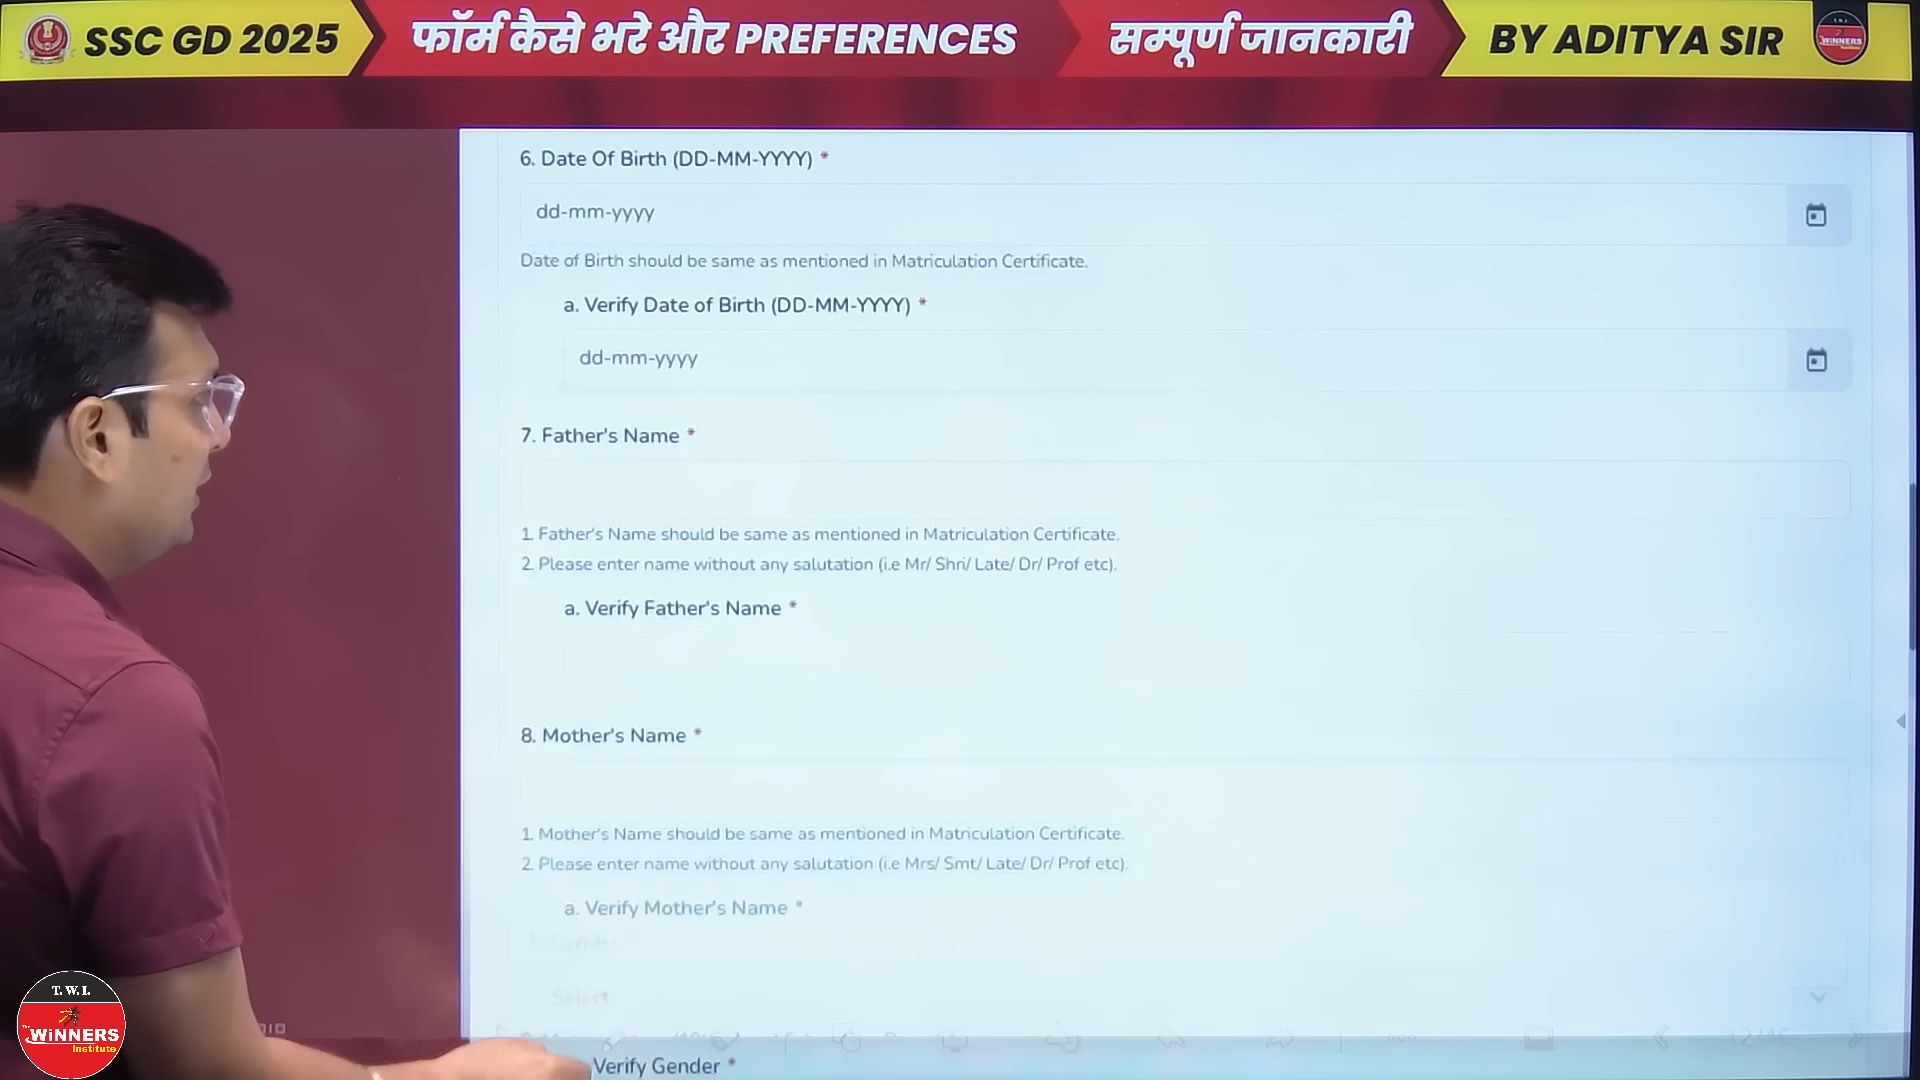 SSC GD 2025
फॉर्म कैसे भरे और PREFERENCES
सम्पूर्ण जानकारी
BY ADITYA SIR
T.W.I.
WiNNERS
6. Date Of Birth (DD-MM-YYYY) *
dd-mm-yyyy
Date of Birth should be same as mentioned in Matriculation Certificate.
a. Verify Date of Birth (DD-MM-YYYY) *
dd-mm-yyyy
7. Father's Name *
1. Father's Name should be same as mentioned in Matriculation Certificate.
2. Please enter name without any salutation (i.e Mr/ Shri/ Late/ Dr/ Prof etc).
a. Verify Father's Name *
8. Mother's Name *
1. Mother's Name should be same as mentioned in Matriculation Certificate.
2. Please enter name without any salutation (i.e Mrs/ Smt/ Late/ Dr/ Prof etc).
a. Verify Mother's Name *
Gender
Select
Verify Gender *
T.W.I.
The WiNNERS
Institute